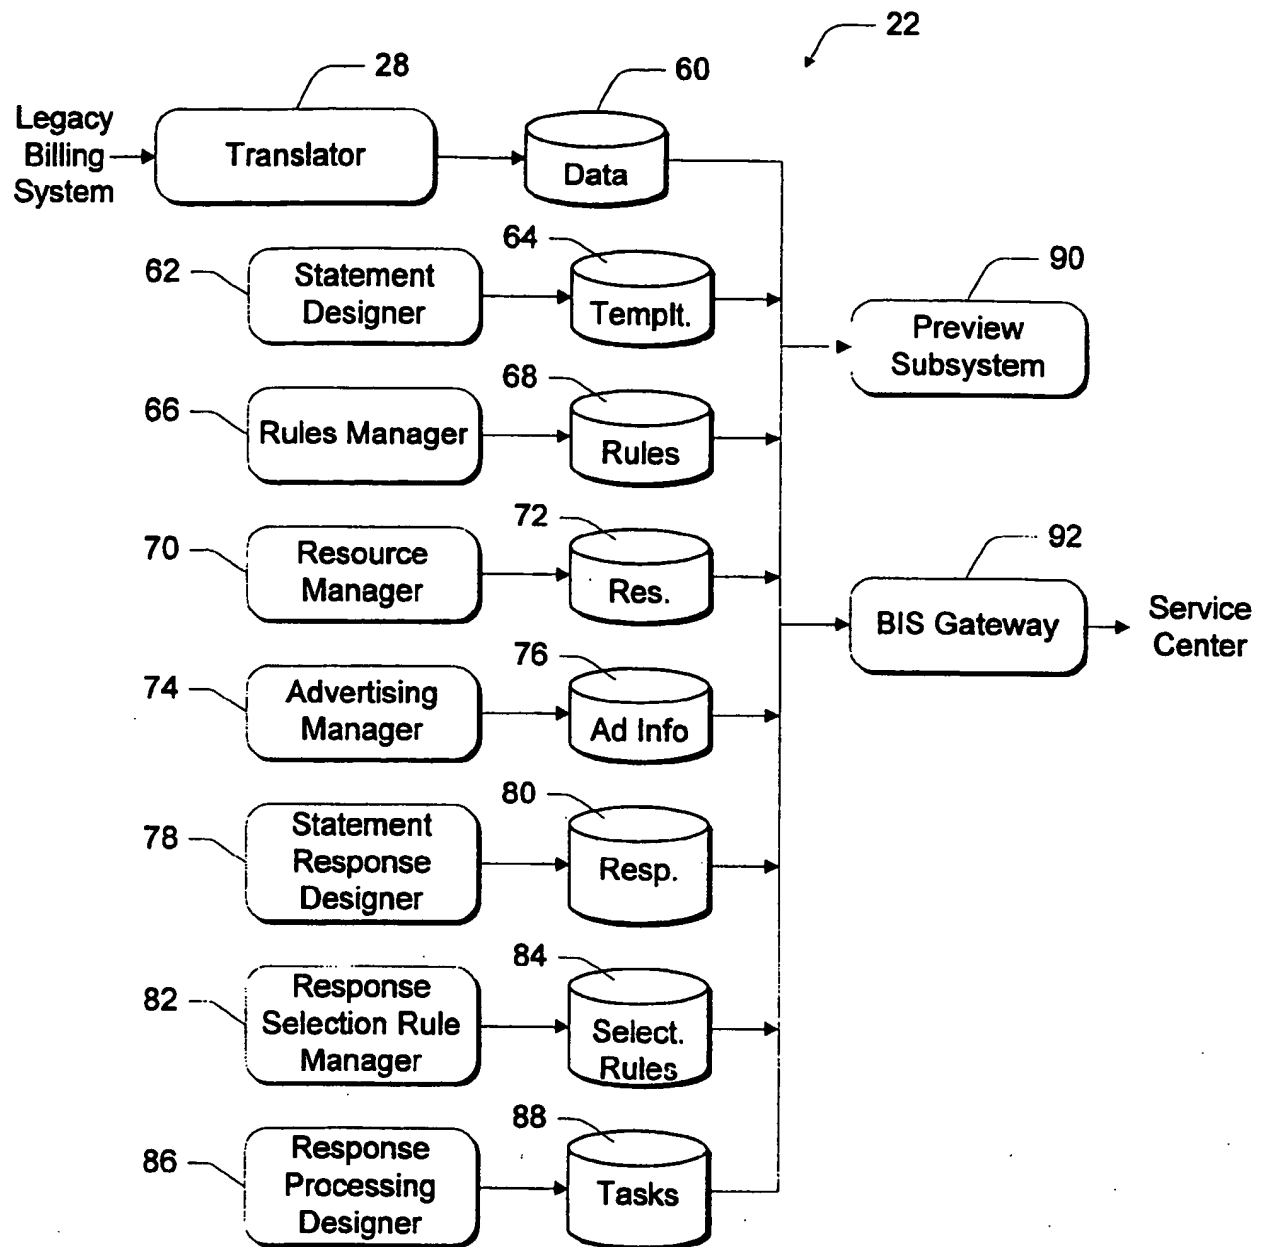 22
28
60
Legacy
Billing
System
Translator
Data
62
Statement
Designer
64
Templt.
90
Preview
Subsystem
66
Rules Manager
68
Rules
70
Resource
Manager
72
Res.
92
BIS Gateway
Service
Center
74
Advertising
Manager
76
Ad Info
78
Statement
Response
Designer
80
Resp.
82
Response
Selection Rule
Manager
84
Select.
Rules
86
Response
Processing
Designer
88
Tasks